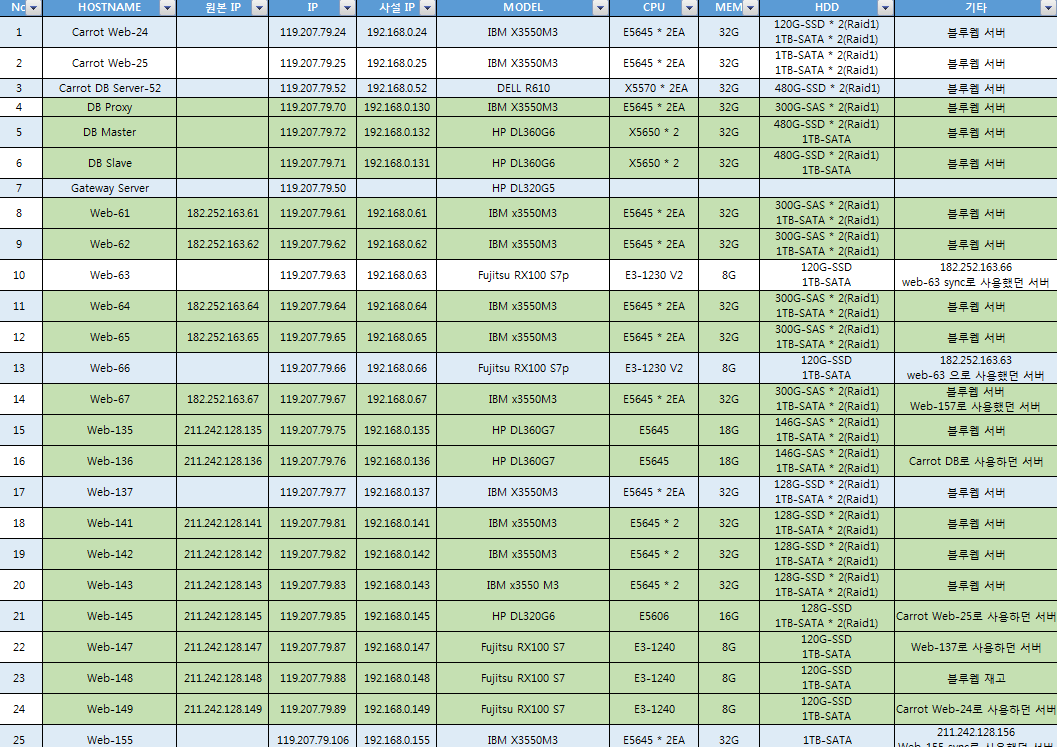 No HOSTNAME 원본 IP IP 사설 IP MODEL CPU MEM HDD 기타
1 Carrot Web-24 119.207.79.24 192.168.0.24 IBM X3550M3 E5645 * 2EA 32G 120G-SSD * 2(Raid1) 블루웹 서버
1TB-SATA * 2(Raid1)
2 Carrot Web-25 119.207.79.25 192.168.0.25 IBM X3550M3 E5645 * 2EA 32G 1TB-SATA * 2(Raid1) 블루웹 서버
1TB-SATA * 2(Raid1)
3 Carrot DB Server-52 119.207.79.52 192.168.0.52 DELL R610 X5570 * 2EA 32G 480G-SSD * 2(Raid1) 블루웹 서버
4 DB Proxy 119.207.79.70 192.168.0.130 IBM X3550M3 E5645 * 2EA 32G 300G-SAS * 2(Raid1) 블루웹 서버
5 DB Master 119.207.79.72 192.168.0.132 HP DL360G6 X5650 * 2 32G 480G-SSD * 2(Raid1) 블루웹 서버
1TB-SATA
6 DB Slave 119.207.79.71 192.168.0.131 HP DL360G6 X5650 * 2 32G 480G-SSD * 2(Raid1) 블루웹 서버
1TB-SATA
7 Gateway Server 119.207.79.50 HP DL320G5
8 Web-61 182.252.163.61 119.207.79.61 192.168.0.61 IBM x3550M3 E5645 * 2EA 32G 300G-SAS * 2(Raid1) 블루웹 서버
1TB-SATA * 2(Raid1)
9 Web-62 182.252.163.62 119.207.79.62 192.168.0.62 IBM x3550M3 E5645 * 2EA 32G 300G-SAS * 2(Raid1) 블루웹 서버
1TB-SATA * 2(Raid1)
10 Web-63 119.207.79.63 192.168.0.63 Fujitsu RX100 S7p E3-1230 V2 8G 120G-SSD 182.252.163.66
1TB-SATA web-63 sync로 사용했던 서버
11 Web-64 182.252.163.64 119.207.79.64 192.168.0.64 IBM x3550M3 E5645 * 2EA 32G 300G-SAS * 2(Raid1) 블루웹 서버
1TB-SATA * 2(Raid1)
12 Web-65 182.252.163.65 119.207.79.65 192.168.0.65 IBM x3550M3 E5645 * 2EA 32G 300G-SAS * 2(Raid1) 블루웹 서버
1TB-SATA * 2(Raid1)
13 Web-66 119.207.79.66 192.168.0.66 Fujitsu RX100 S7p E3-1230 V2 8G 120G-SSD 182.252.163.63
1TB-SATA web-63 으로 사용했던 서버
14 Web-67 182.252.163.67 119.207.79.67 192.168.0.67 IBM x3550M3 E5645 * 2EA 32G 300G-SAS * 2(Raid1) 블루웹 서버
1TB-SATA * 2(Raid1) Web-157로 사용했던 서버
15 Web-135 211.242.128.135 119.207.79.75 192.168.0.135 HP DL360G7 E5645 18G 146G-SAS * 2(Raid1) 블루웹 서버
1TB-SATA * 2(Raid1)
16 Web-136 211.242.128.136 119.207.79.76 192.168.0.136 HP DL360G7 E5645 18G 146G-SAS * 2(Raid1) Carrot DB로 사용하던 서버
1TB-SATA * 2(Raid1)
17 Web-137 119.207.79.77 192.168.0.137 IBM X3550M3 E5645 * 2EA 32G 128G-SSD * 2(Raid1) 블루웹 서버
1TB-SATA * 2(Raid1)
18 Web-141 211.242.128.141 119.207.79.81 192.168.0.141 IBM x3550M3 E5645 * 2 32G 128G-SSD * 2(Raid1) 블루웹 서버
1TB-SATA * 2(Raid1)
19 Web-142 211.242.128.142 119.207.79.82 192.168.0.142 IBM x3550M3 E5645 * 2 32G 128G-SSD * 2(Raid1) 블루웹 서버
1TB-SATA * 2(Raid1)
20 Web-143 211.242.128.143 119.207.79.83 192.168.0.143 IBM x3550 M3 E5645 * 2 32G 128G-SSD * 2(Raid1) 블루웹 서버
1TB-SATA * 2(Raid1)
21 Web-145 211.242.128.145 119.207.79.85 192.168.0.145 HP DL320G6 E5606 16G 128G-SSD Carrot Web-25로 사용하던 서버
1TB-SATA * 2(Raid1)
22 Web-147 211.242.128.147 119.207.79.87 192.168.0.147 Fujitsu RX100 S7 E3-1240 8G 120G-SSD Web-137로 사용하던 서버
1TB-SATA
23 Web-148 211.242.128.148 119.207.79.88 192.168.0.148 Fujitsu RX100 S7 E3-1240 8G 120G-SSD 블루웹 재고
1TB-SATA
24 Web-149 211.242.128.149 119.207.79.89 192.168.0.149 Fujitsu RX100 S7 E3-1240 8G 120G-SSD Carrot Web-24로 사용하던 서버
1TB-SATA
25 Web-155 119.207.79.106 192.168.0.155 IBM X3550M3 E5645 * 2EA 32G 1TB-SATA 211.242.128.156
Web-155 sync로 사용했던 서버